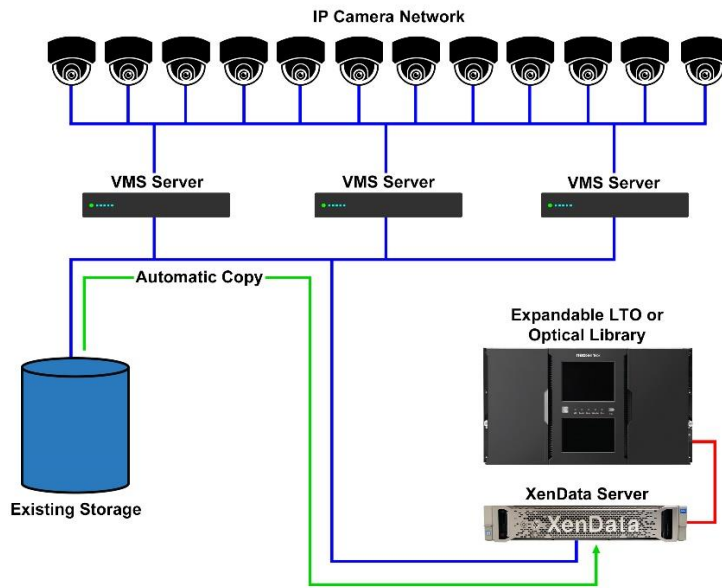 IP Camera Network
VMS Server
VMS Server
VMS Server
Automatic Copy
Expandable LTO or
Optical Library
Existing Storage
XenData Server
XenData